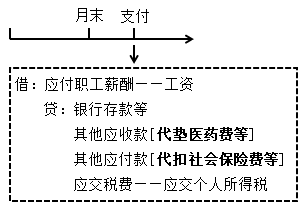 月末 支付
借：应付职工薪酬——工资
贷：银行存款等
其他应收款[代垫医药费等]
其他应付款[代扣社会保险费等]
应交税费——应交个人所得税